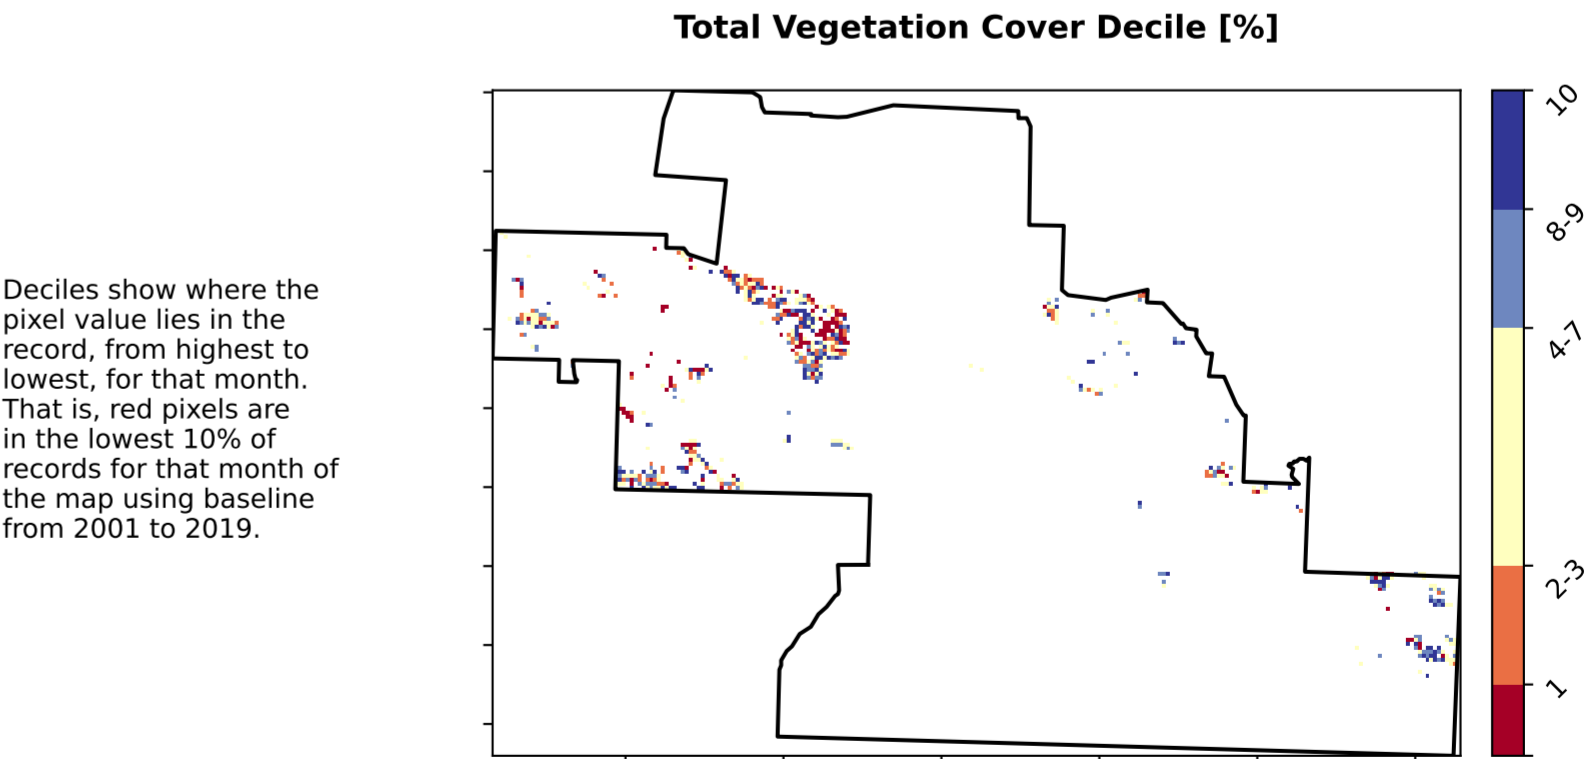 Total Vegetation Cover Decile [%]
Deciles show where the
pixel value lies in the
record, from highest to
lowest, for that month.
That is, red pixels are
in the lowest 10% of
records for that month of
the map using baseline
from 2001 to 2019.
10
8-9
4-7
2-3
1